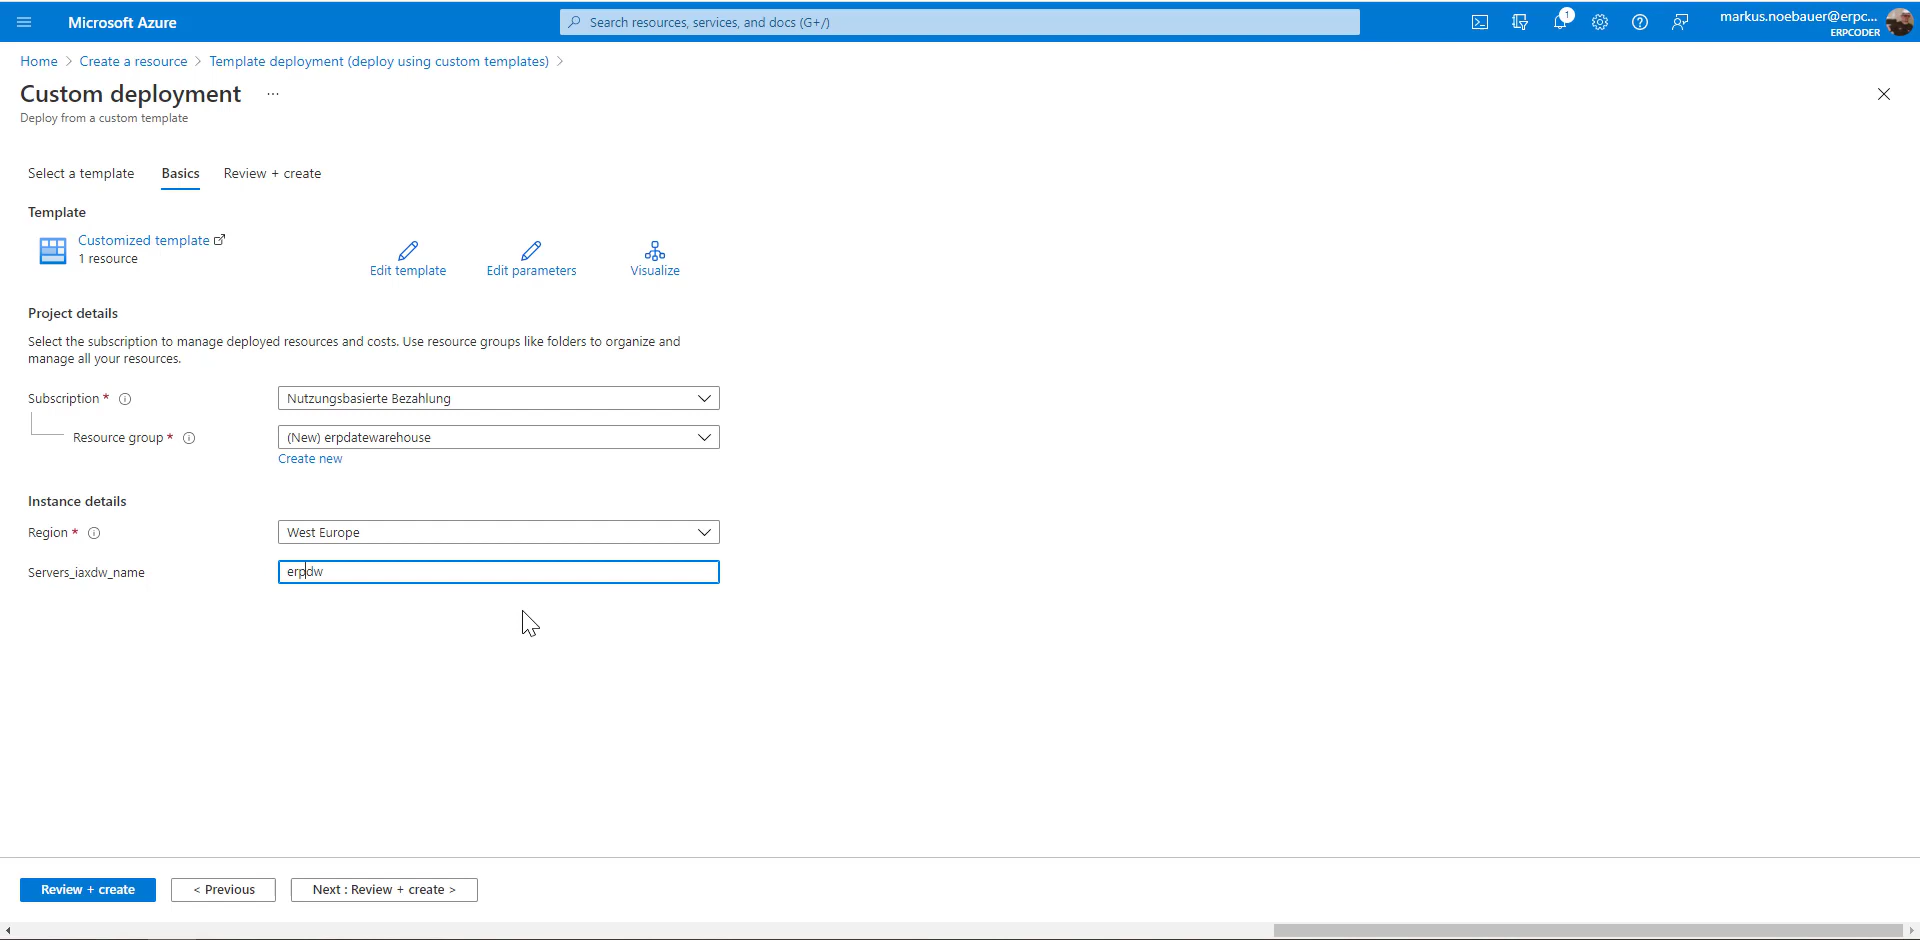 Microsoft Azure
Search resources, services, and docs (G+/)
1
markus.noebauer@erpc...
ERPCODER
Home > Create a resource > Template deployment (deploy using custom templates) >
Custom deployment ...
Deploy from a custom template
Select a template Basics Review + create
Template
Customized template
1 resource
Edit template Edit parameters Visualize
Project details
Select the subscription to manage deployed resources and costs. Use resource groups like folders to organize and
manage all your resources.
Subscription * Nutzungsbasierte Bezahlung
Resource group * (New) erpdatewarehouse
Create new
Instance details
Region * West Europe
Servers_iaxdw_name erpdw
Review + create < Previous Next : Review + create >